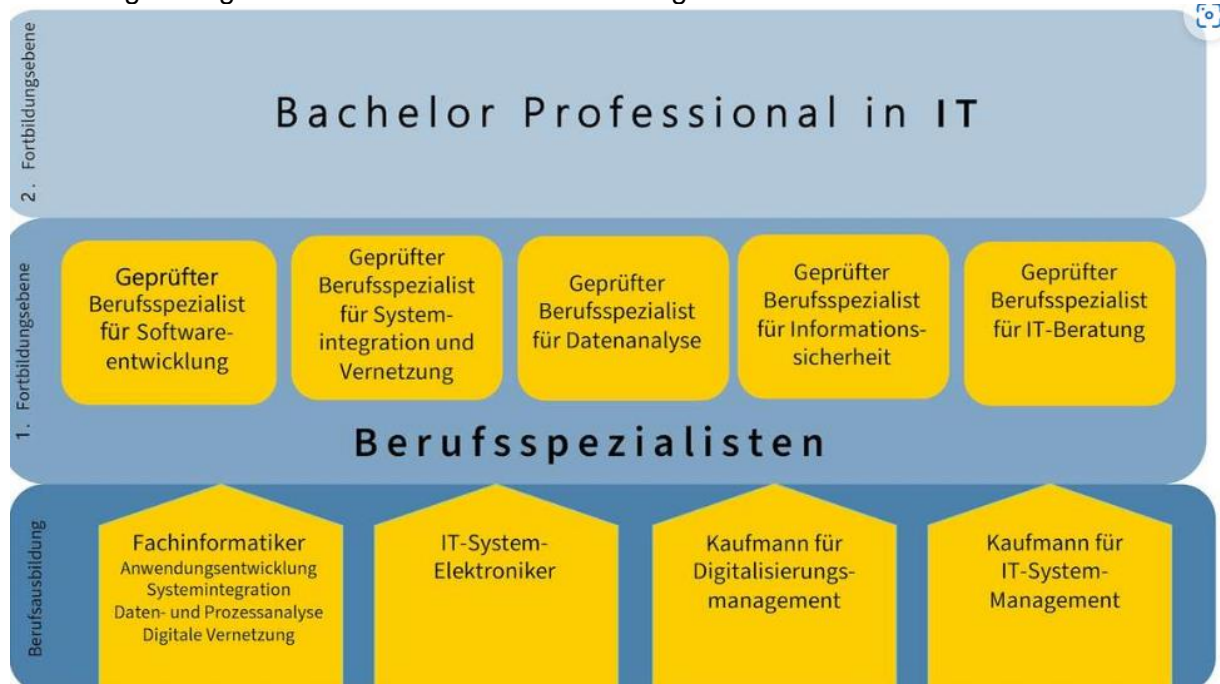 2. Fortbildungsebene
Bachelor Professional in IT
1. Fortbildungsebene
Geprüfter
Berufsspezialist
für Software-
entwicklung
Geprüfter
Berufsspezialist
für System-
integration und
Vernetzung
Geprüfter
Berufsspezialist
für Datenanalyse
Geprüfter
Berufsspezialist
für Informations-
sicherheit
Geprüfter
Berufsspezialist
für IT-Beratung
Berufsspezialisten
Berufsausbildung
Fachinformatiker
Anwendungsentwicklung
Systemintegration
Daten- und Prozessanalyse
Digitale Vernetzung
IT-System-
Elektroniker
Kaufmann für
Digitalisierungs-
management
Kaufmann für
IT-System-
Management